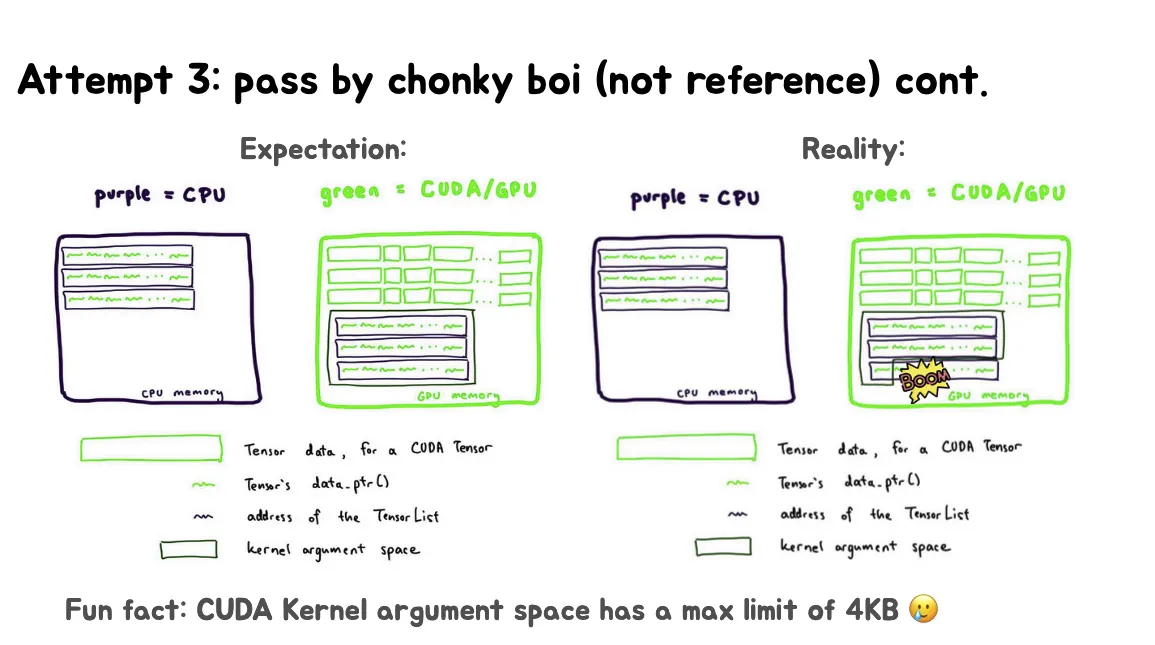 Attempt 3: pass by chonky boi (not reference) cont.
Expectation:
purple = CPU
green = CUDA/GPU
CPU memory
GPU memory
Tensor data, for a CUDA Tensor
Tensor's data_ptr()
address of the TensorList
kernel argument space
Reality:
purple = CPU
green = CUDA/GPU
CPU memory
BOOM
GPU memory
Tensor data, for a CUDA Tensor
Tensor's data_ptr()
address of the TensorList
kernel argument space
Fun fact: CUDA Kernel argument space has a max limit of 4KB 🥲